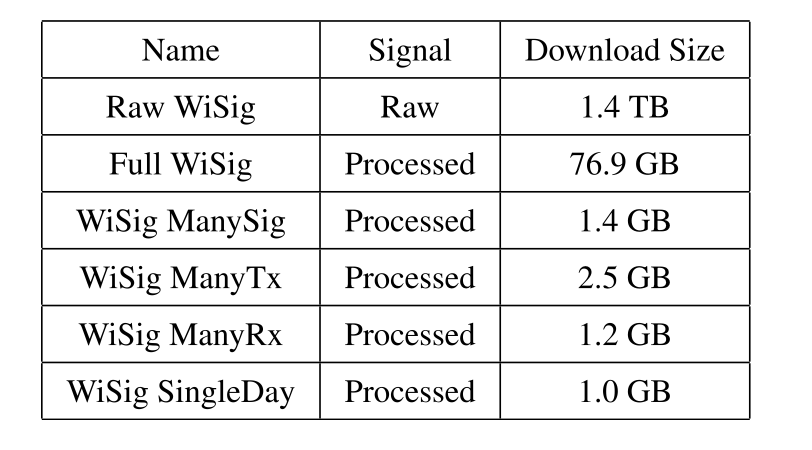 Name Signal Download Size
Raw WiSig Raw 1.4 TB
Full WiSig Processed 76.9 GB
WiSig ManySig Processed 1.4 GB
WiSig ManyTx Processed 2.5 GB
WiSig ManyRx Processed 1.2 GB
WiSig SingleDay Processed 1.0 GB